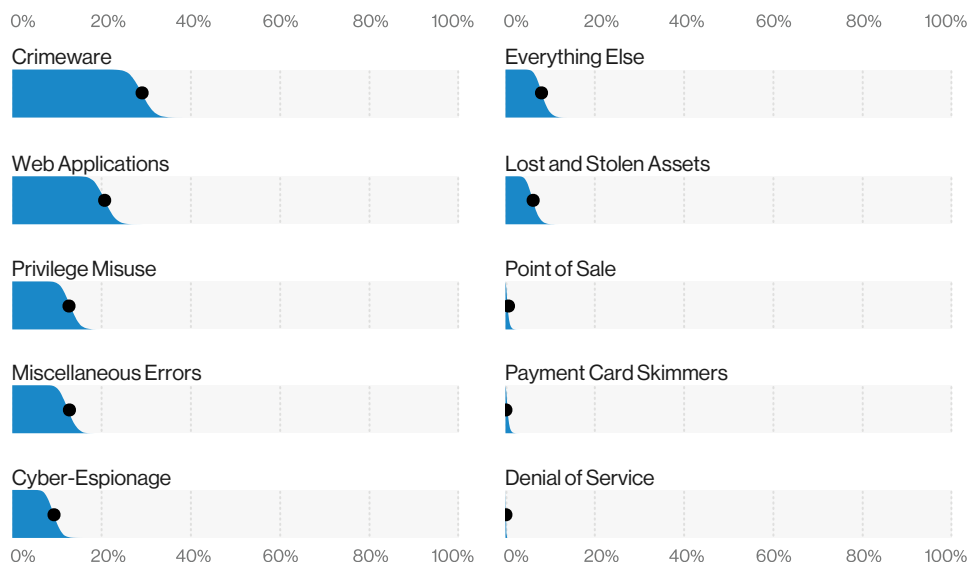 0% 20% 40% 60% 80% 100%
Crimeware
Web Applications
Privilege Misuse
Miscellaneous Errors
Cyber-Espionage
0% 20% 40% 60% 80% 100%
0% 20% 40% 60% 80% 100%
Everything Else
Lost and Stolen Assets
Point of Sale
Payment Card Skimmers
Denial of Service
0% 20% 40% 60% 80% 100%